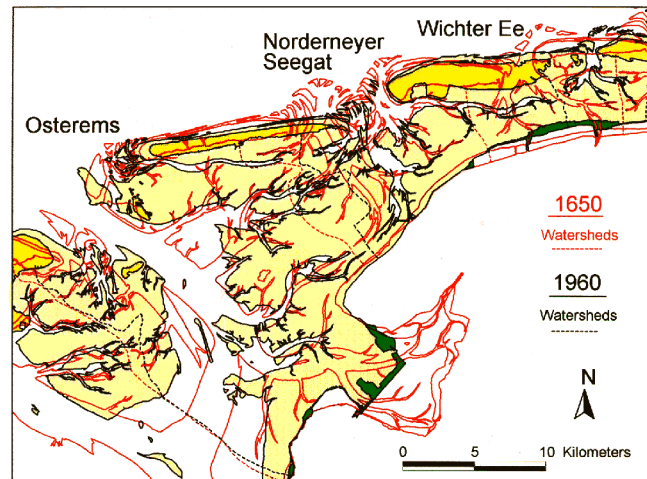 Wichter Ee
Norderneyer
Seegat
Osterems
1650
Watersheds
1960
Watersheds
N
0 5 10 Kilometers